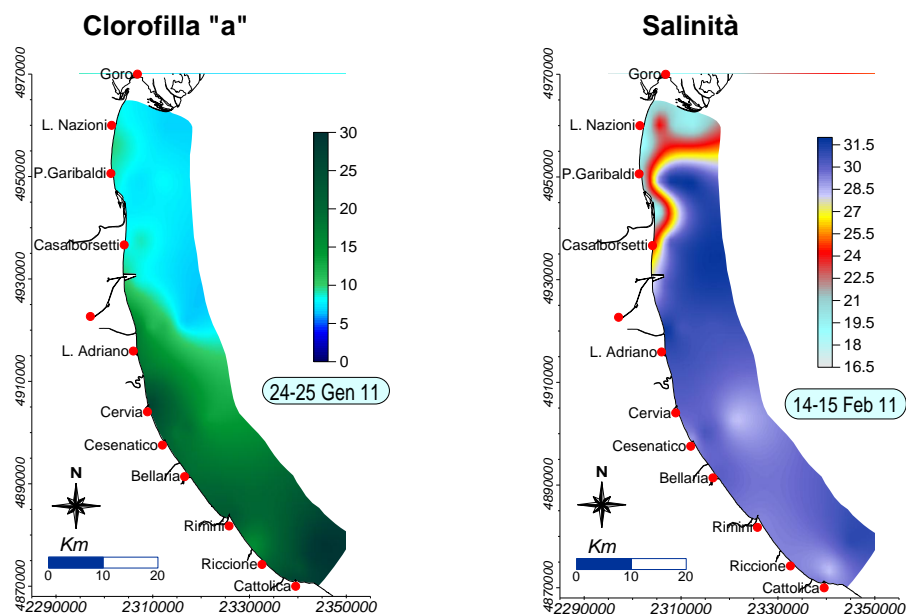 Clorofilla "a"
4970000
4950000
4930000
4910000
4890000
4870000
Goro
L. Nazioni
P.Garibaldi
Casalborsetti
L. Adriano
Cervia
Cesenatico
Bellaria
Rimini
Riccione
Cattolica
30
25
20
15
10
5
0
24-25 Gen 11
N
Km
0 10 20
22290000 2310000 2330000 2350000
Salinità
4970000
4950000
4930000
4910000
4890000
4870000
Goro
L. Nazioni
P.Garibaldi
Casalborsetti
L. Adriano
Cervia
Cesenatico
Bellaria
Rimini
Riccione
Cattolica
31.5
30
28.5
27
25.5
24
22.5
21
19.5
18
16.5
14-15 Feb 11
N
Km
0 10 20
22290000 2310000 2330000 2350000